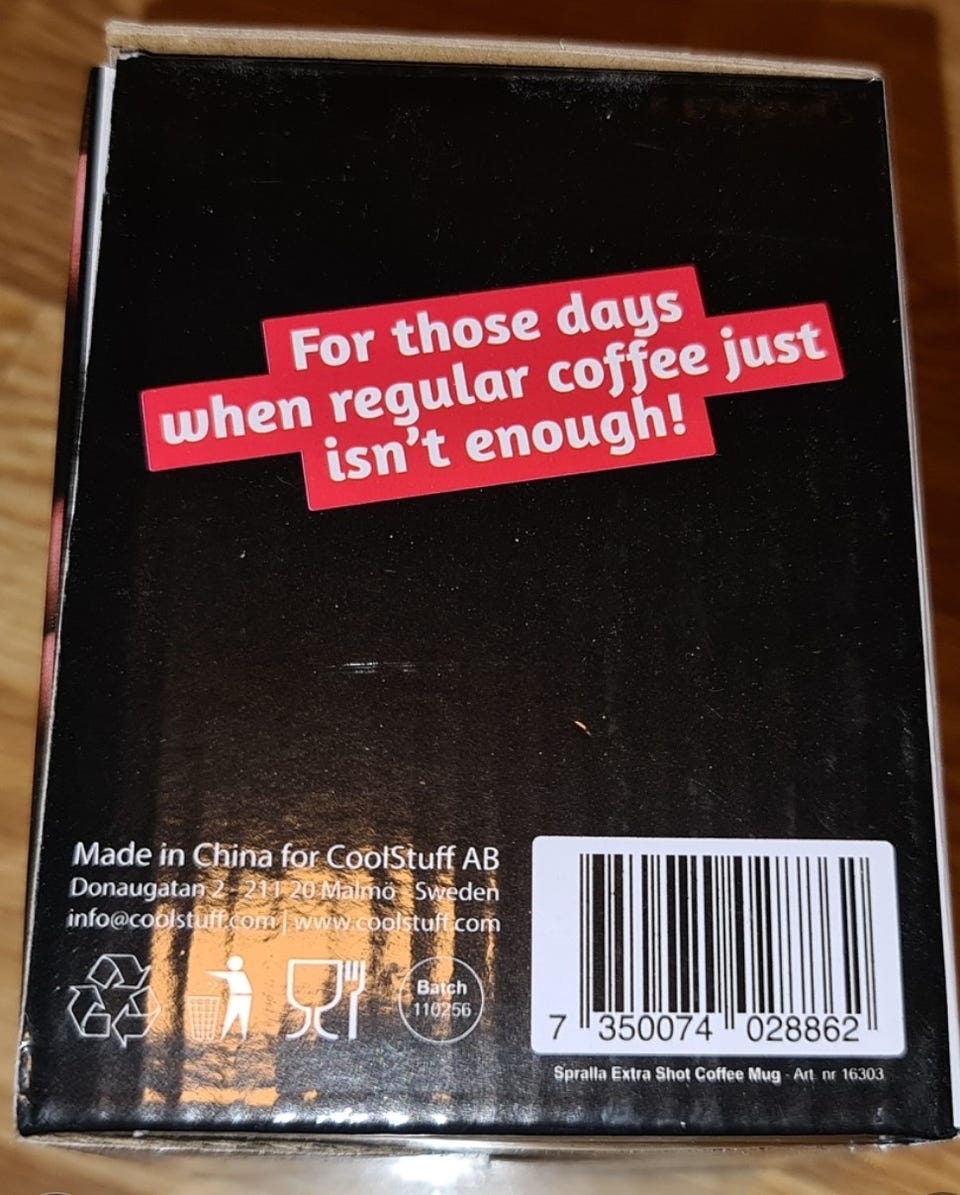 For those days
when regular coffee just
isn't enough!
Made in China for CoolStuff AB
Donaugatan 2 - 211 20 Malmö Sweden
info@coolstuff.com | www.coolstuff.com
Batch
110256
7 350074 028862
Spralla Extra Shot Coffee Mug - Art. nr 16303